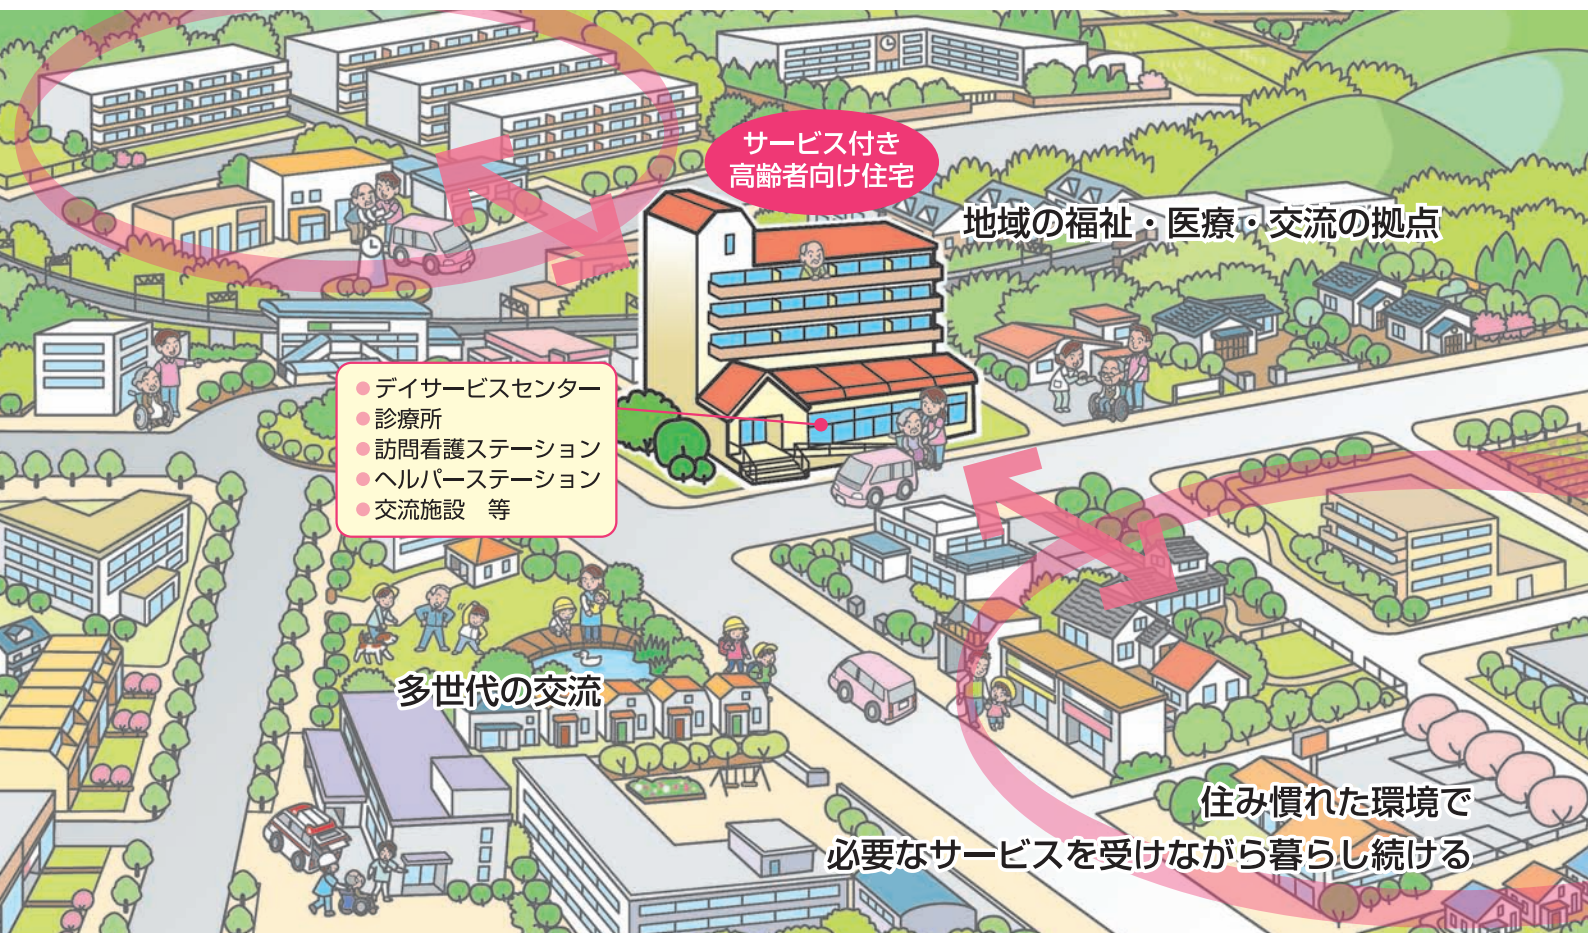 サービス付き
高齢者向け住宅
地域の福祉・医療・交流の拠点
● デイサービスセンター
● 診療所
● 訪問看護ステーション
● ヘルパーステーション
● 交流施設　等
多世代の交流
住み慣れた環境で
必要なサービスを受けながら暮らし続ける